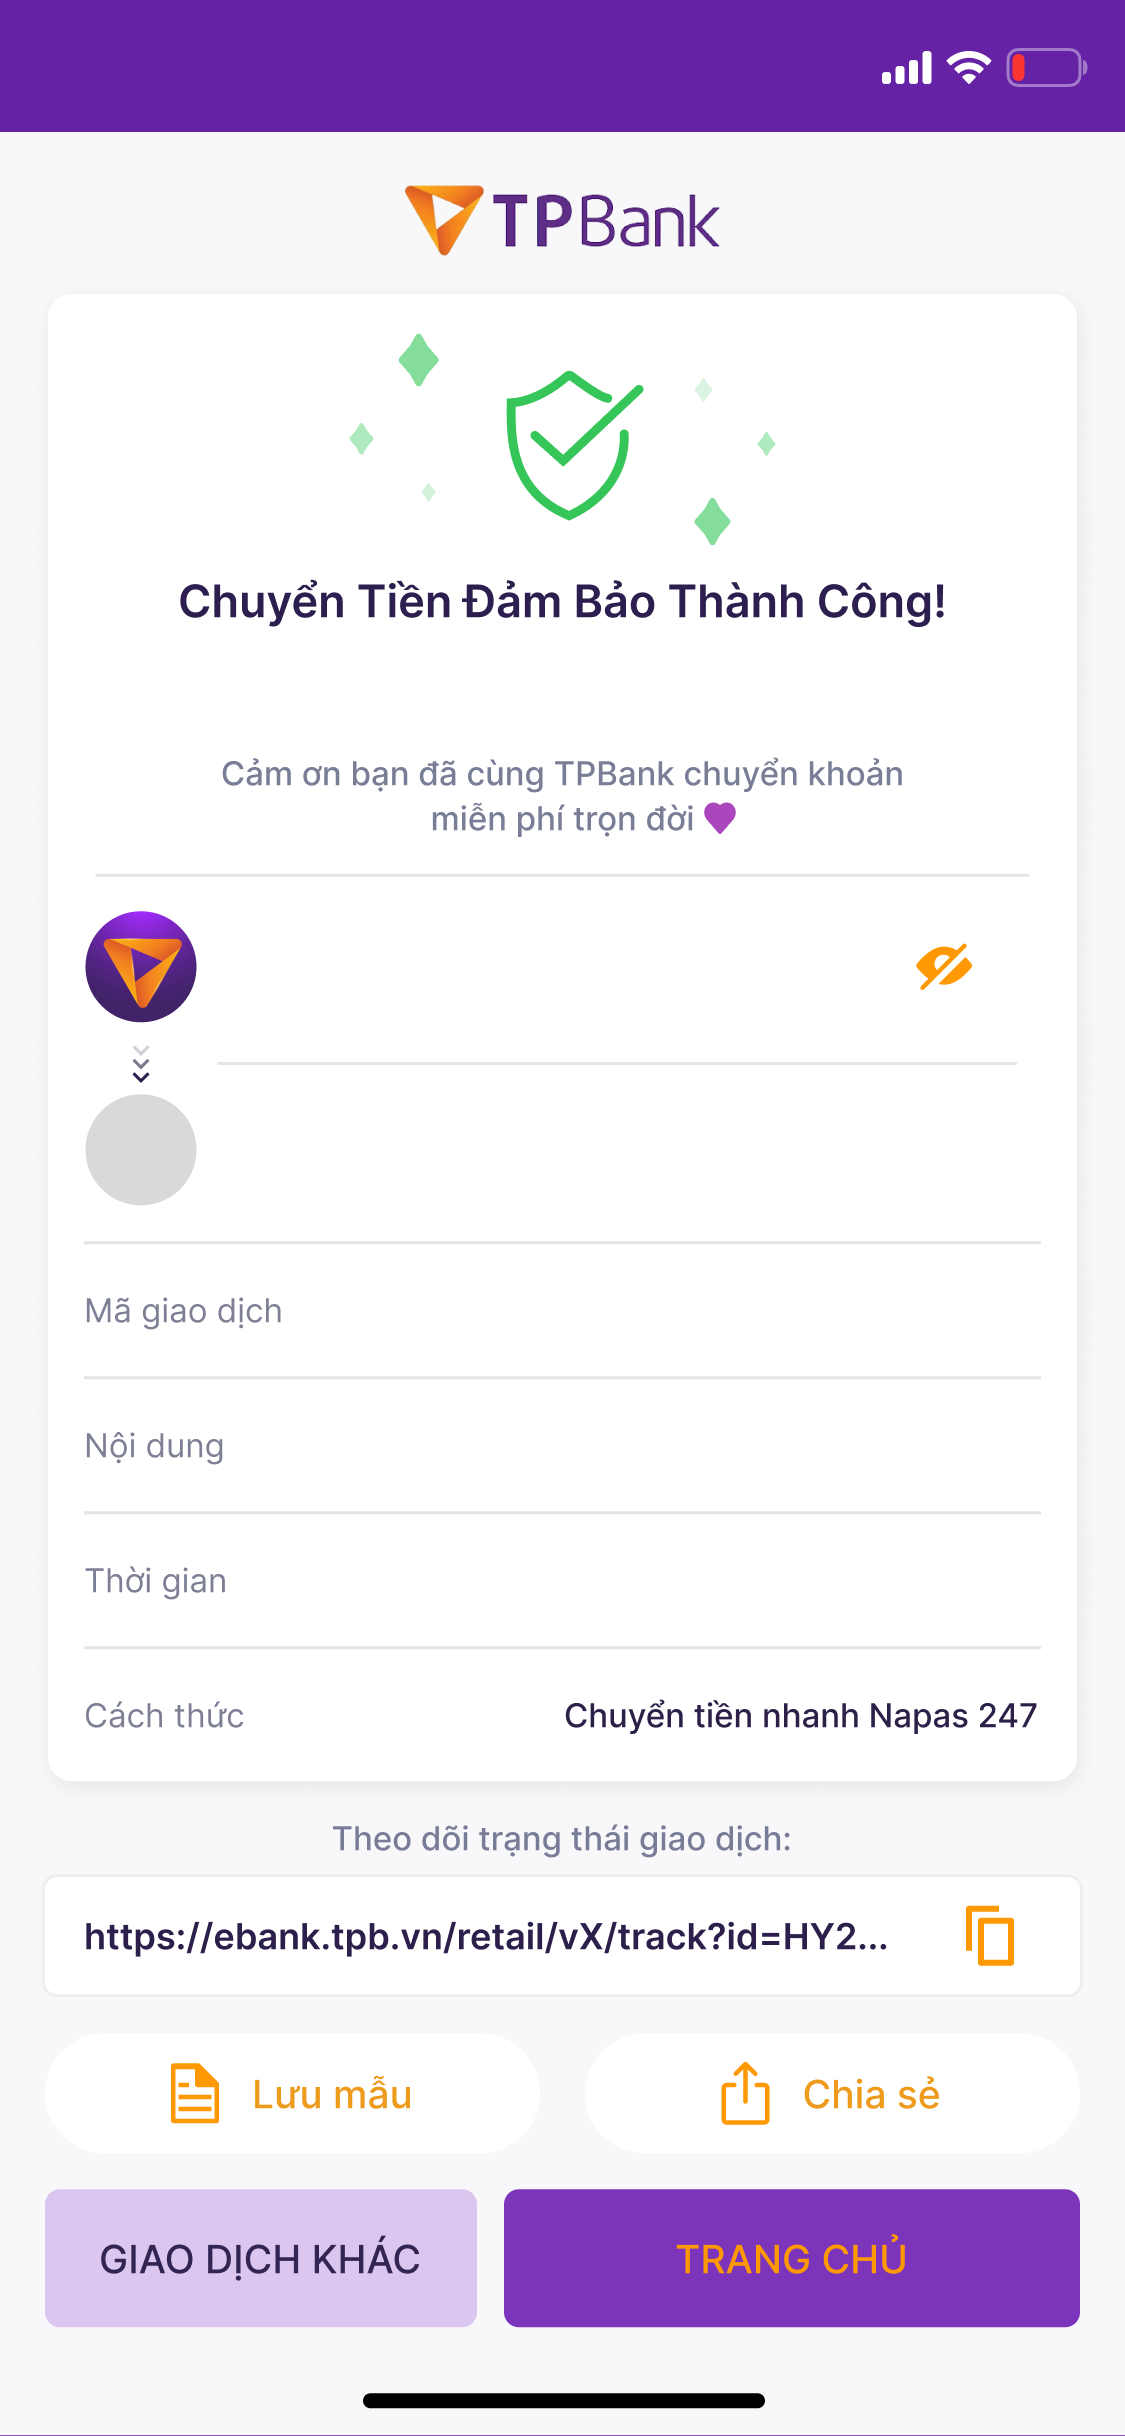 TPBank
Chuyển Tiền Đảm Bảo Thành Công!
Cảm ơn bạn đã cùng TPBank chuyển khoản
miễn phí trọn đời 💜
Mã giao dịch
Nội dung
Thời gian
Cách thức Chuyển tiền nhanh Napas 247
Theo dõi trạng thái giao dịch:
https://ebank.tpb.vn/retail/vX/track?id=HY2...
Lưu mẫu Chia sẻ
GIAO DỊCH KHÁC TRANG CHỦ